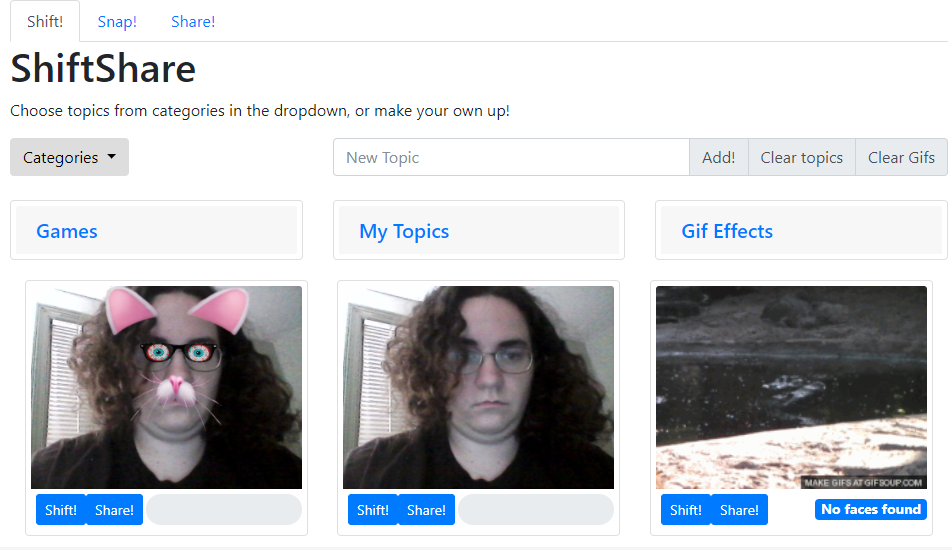 Shift! Snap! Share!
ShiftShare
Choose topics from categories in the dropdown, or make your own up!
Categories New Topic Add! Clear topics Clear Gifs
Games My Topics Gif Effects
MAKE GIFS AT GIFSOUP.COM
Shift! Share! Shift! Share! Shift! Share! No faces found